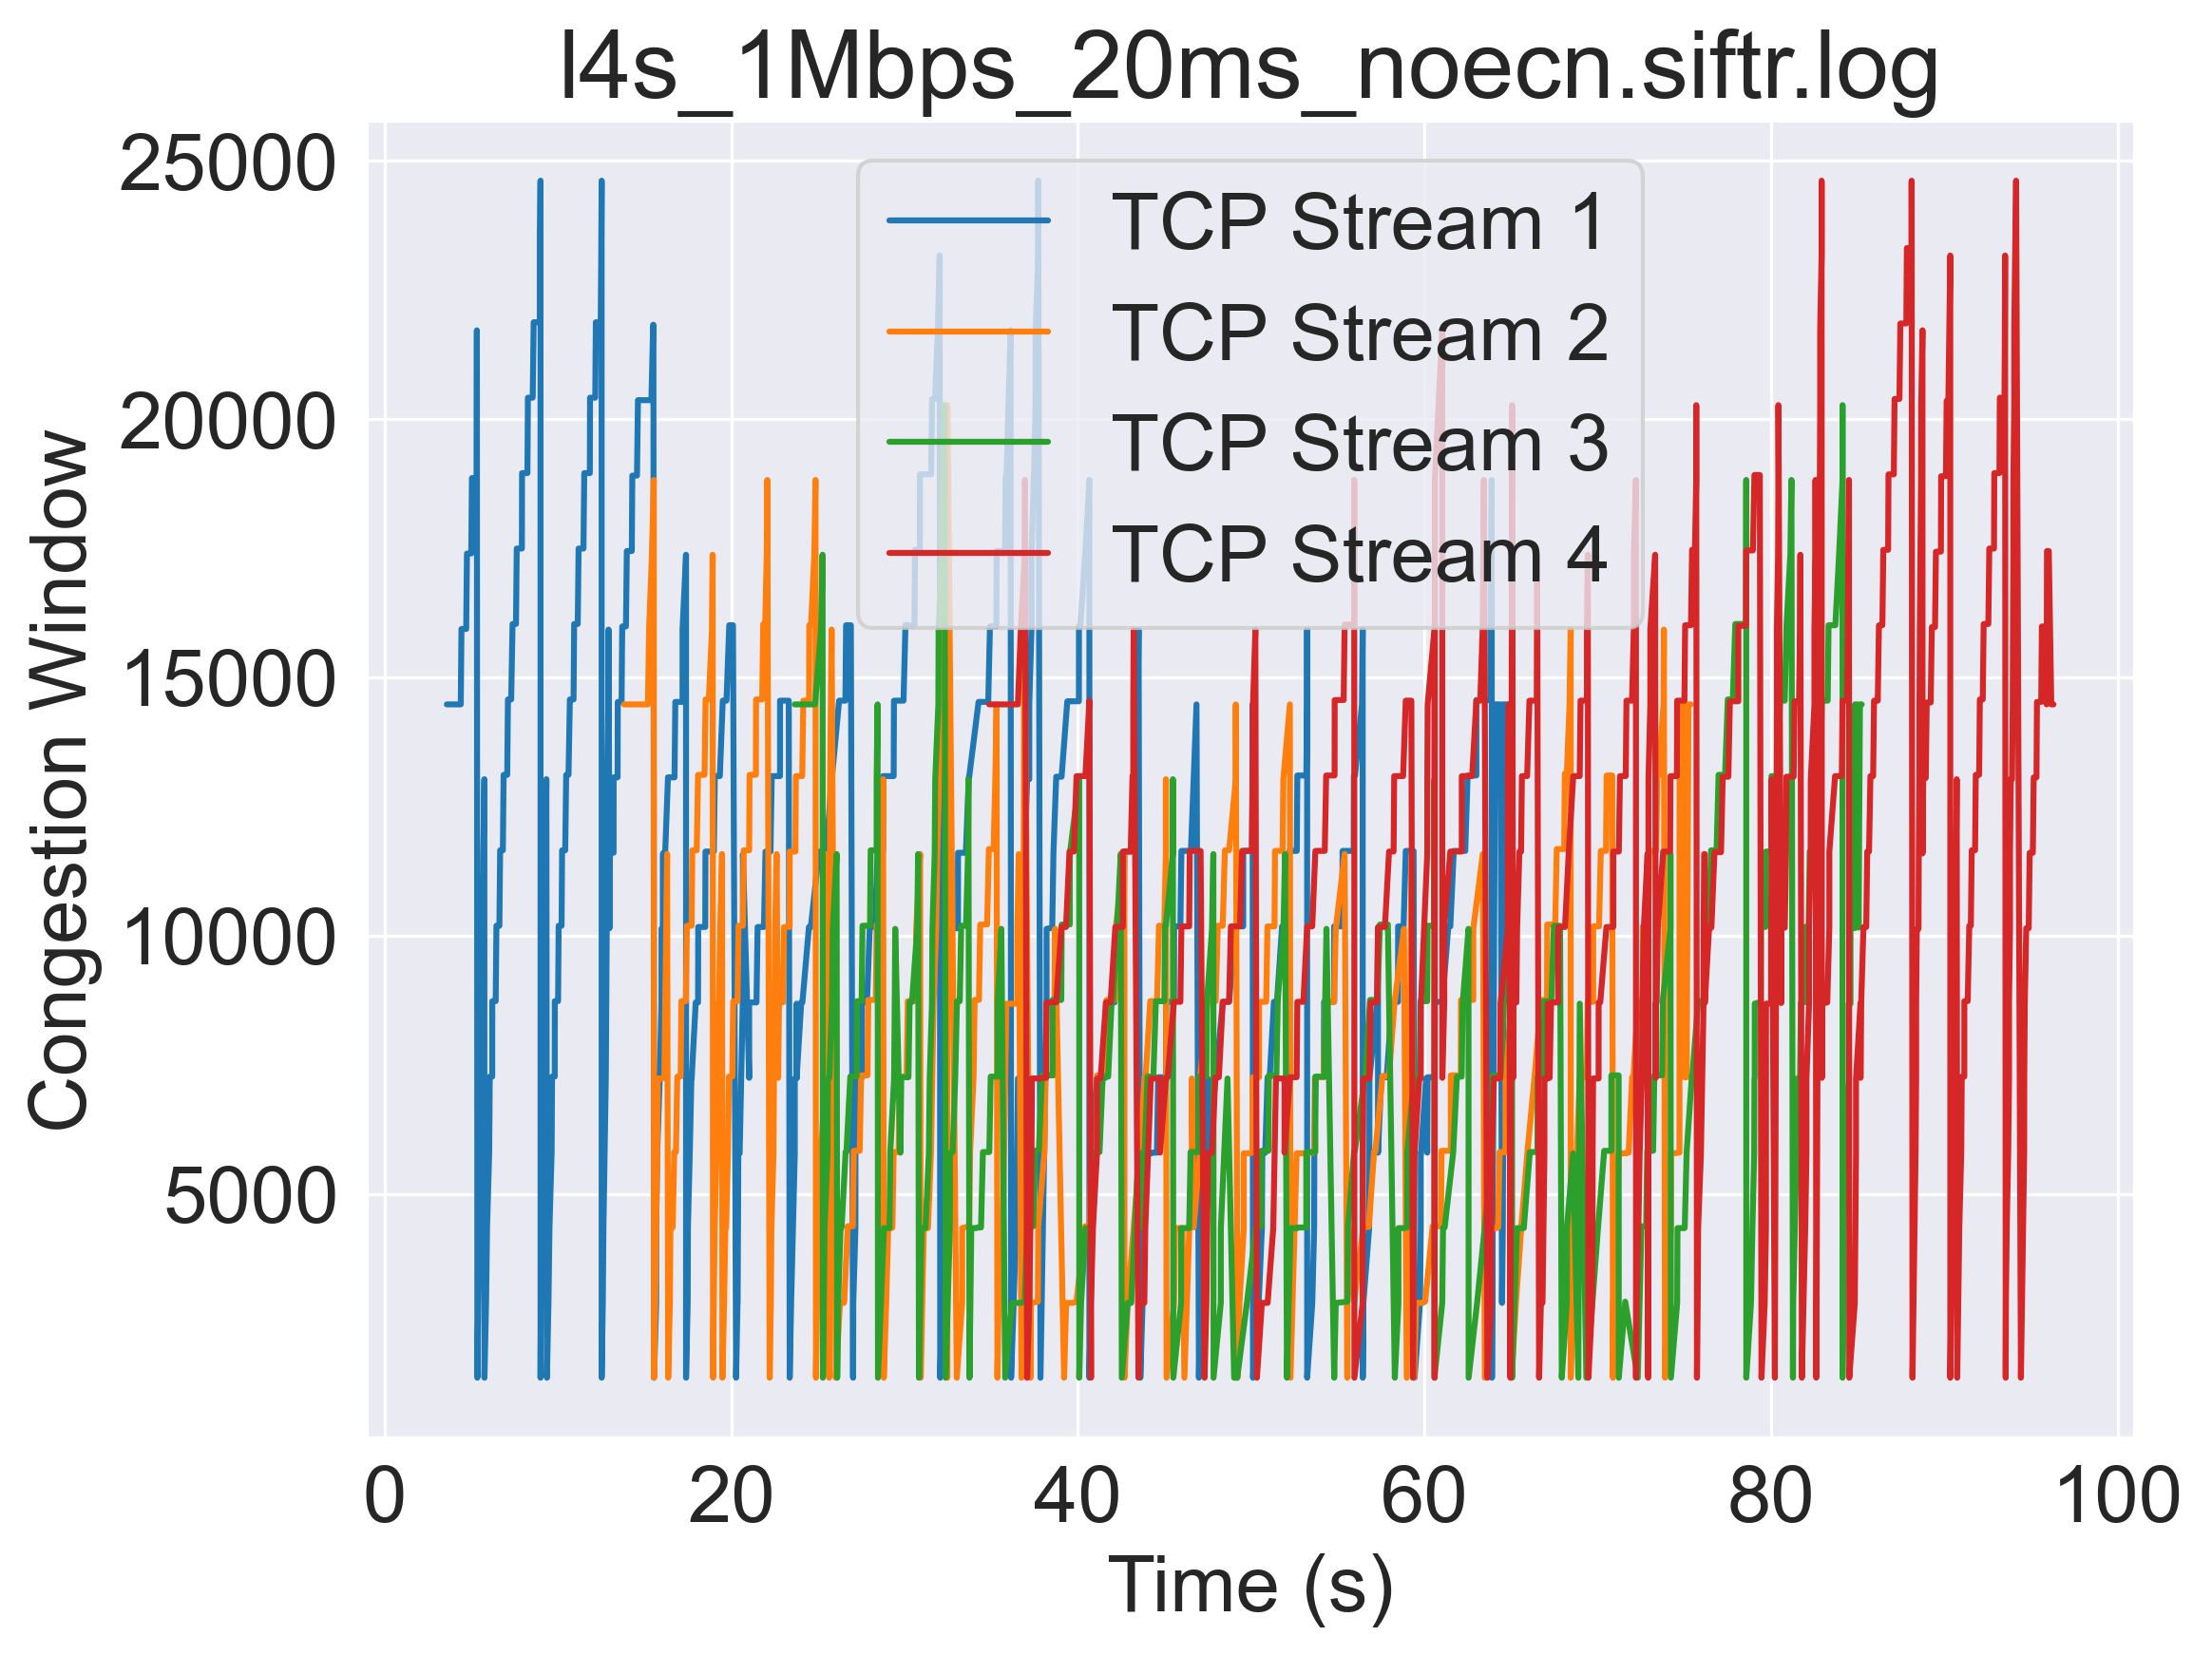 l4s_1Mbps_20ms_noecn.siftr.log
25000
20000
15000
10000
5000
Congestion Window
TCP Stream 1
TCP Stream 2
TCP Stream 3
TCP Stream 4
0 20 40 60 80 100
Time (s)